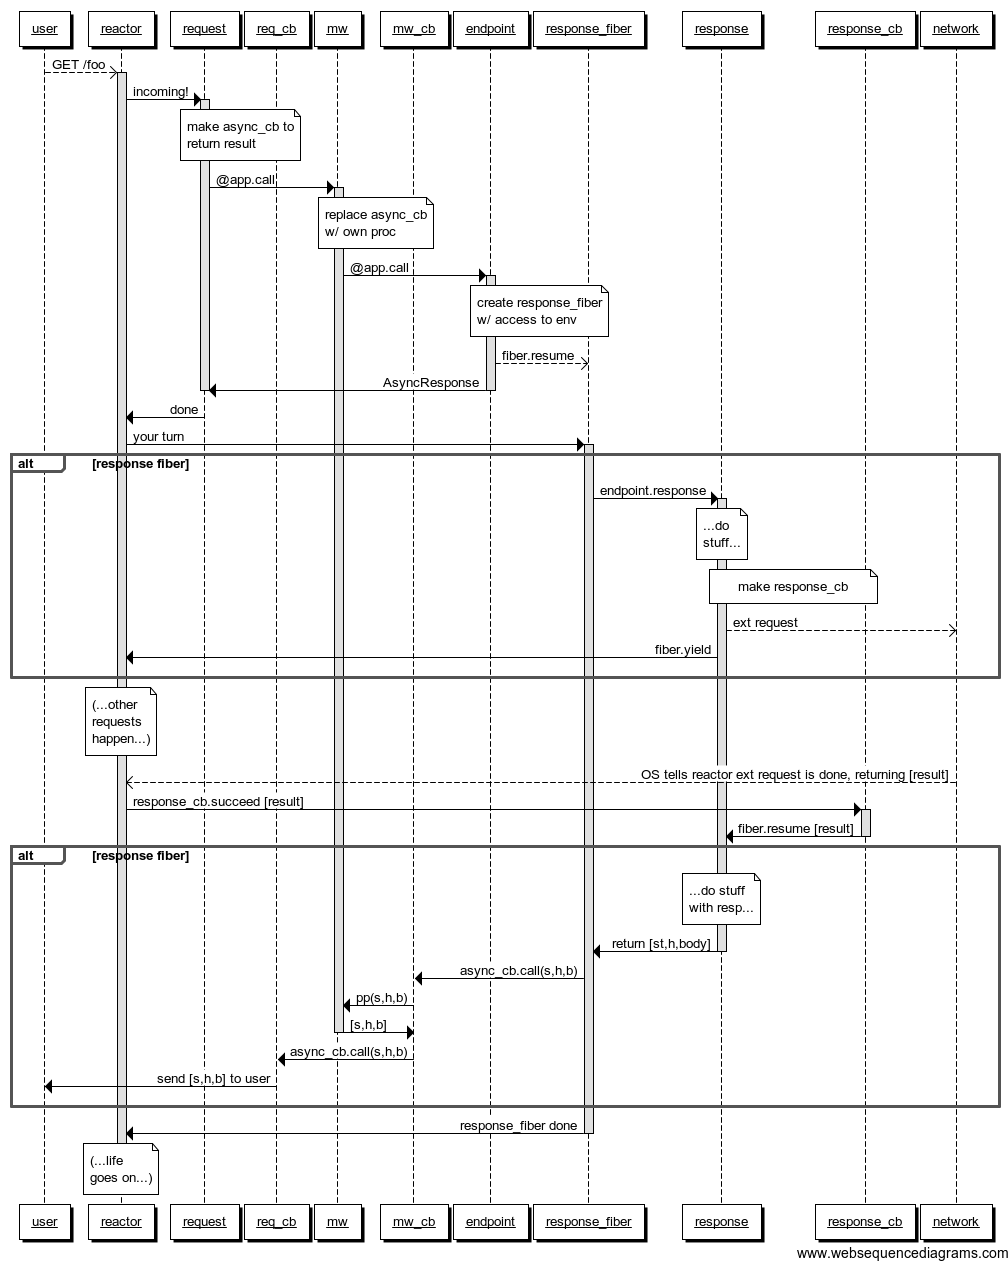 user reactor request req_cb mw mw_cb endpoint response_fiber response response_cb network
GET /foo
incoming!
make async_cb to
return result
@app.call
replace async_cb
w/ own proc
@app.call
create response_fiber
w/ access to env
fiber.resume
AsyncResponse
done
your turn
alt [response fiber]
endpoint.response
...do
stuff...
make response_cb
ext request
fiber.yield
(...other
requests
happen...)
OS tells reactor ext request is done, returning [result]
response_cb.succeed [result]
fiber.resume [result]
alt [response fiber]
...do stuff
with resp...
return [st,h,body]
async_cb.call(s,h,b)
pp(s,h,b)
[s,h,b]
async_cb.call(s,h,b)
send [s,h,b] to user
response_fiber done
(...life
goes on...)
user reactor request req_cb mw mw_cb endpoint response_fiber response response_cb network
www.websequencediagrams.com